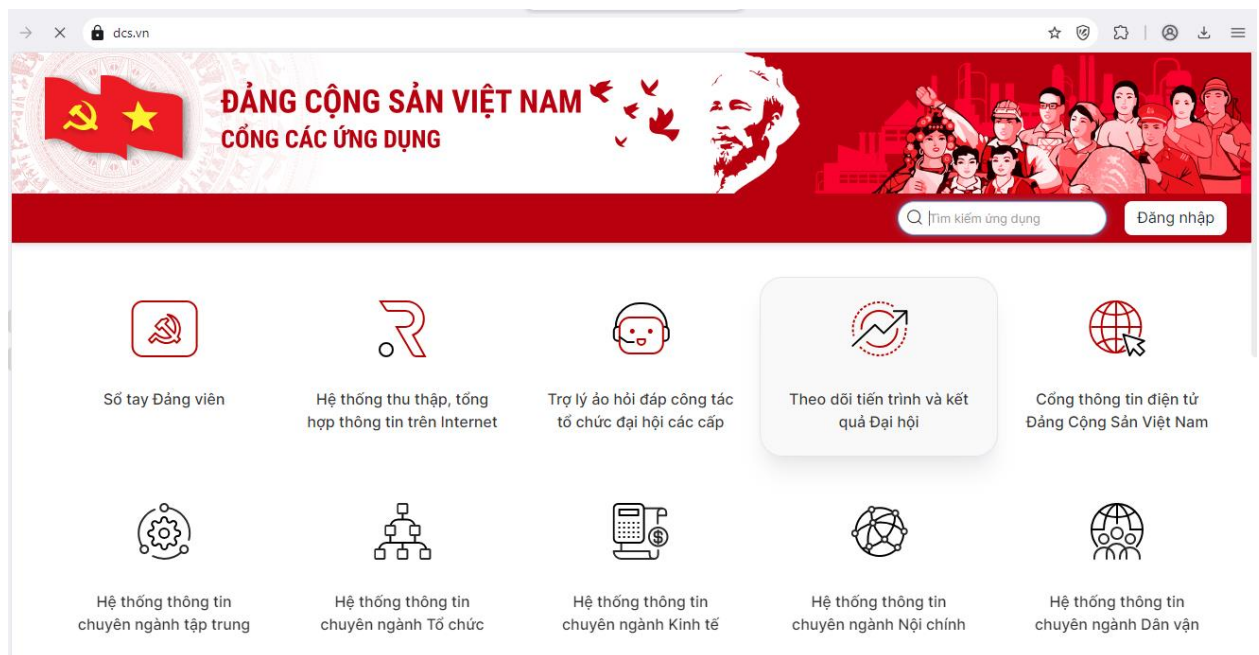 dcs.vn
ĐẢNG CỘNG SẢN VIỆT NAM
CỔNG CÁC ỨNG DỤNG
Tìm kiếm ứng dụng
Đăng nhập
Sổ tay Đảng viên
Hệ thống thu thập, tổng
hợp thông tin trên Internet
Trợ lý ảo hỏi đáp công tác
tổ chức đại hội các cấp
Theo dõi tiến trình và kết
quả Đại hội
Cổng thông tin điện tử
Đảng Cộng Sản Việt Nam
Hệ thống thông tin
chuyên ngành tập trung
Hệ thống thông tin
chuyên ngành Tổ chức
Hệ thống thông tin
chuyên ngành Kinh tế
Hệ thống thông tin
chuyên ngành Nội chính
Hệ thống thông tin
chuyên ngành Dân vận